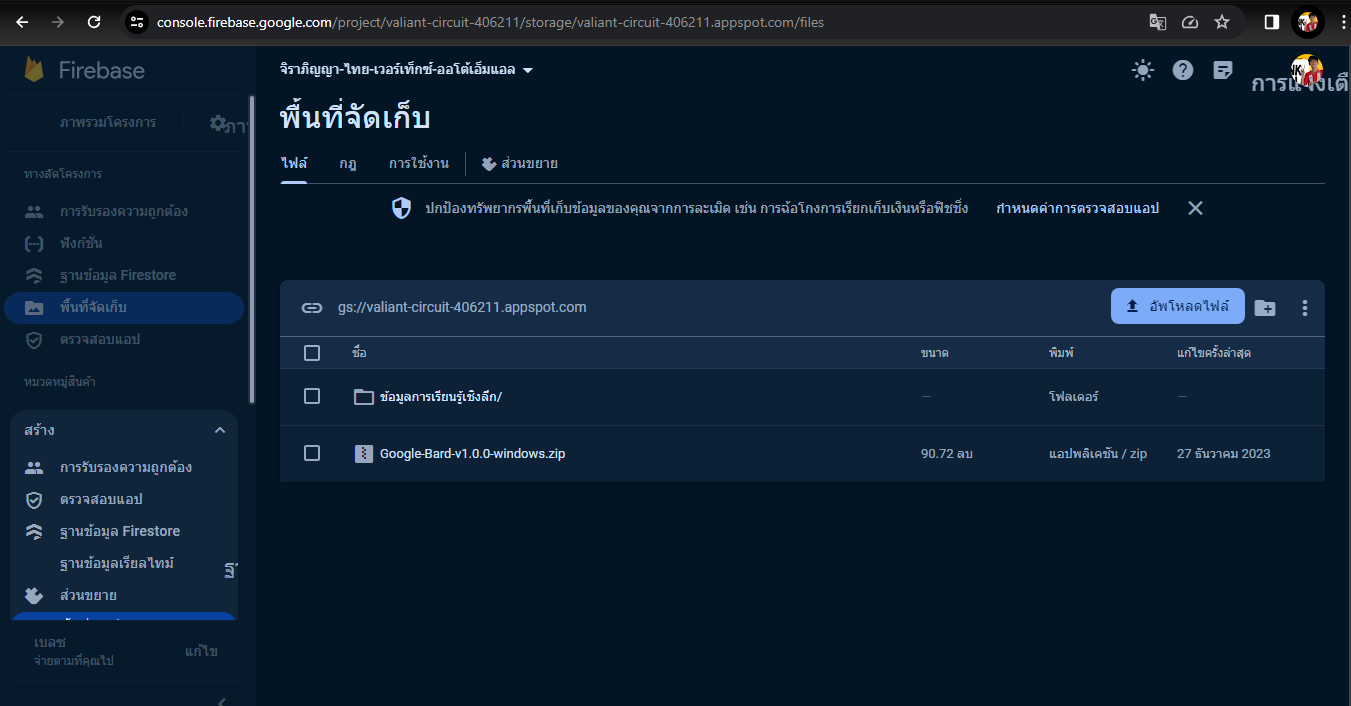 console.firebase.google.com/project/valiant-circuit-406211/storage/valiant-circuit-406211.appspot.com/files
Firebase
จิราภิญญา-ไทย-เวอร์เท็กซ์-ออโต้เอ็มแอล
พื้นที่จัดเก็บ
ภาพรวมโครงการ
ทางลัดโครงการ
การรับรองความถูกต้อง
ฟังก์ชั่น
ฐานข้อมูล Firestore
พื้นที่จัดเก็บ
ตรวจสอบแอป
หมวดหมู่สินค้า
สร้าง
การรับรองความถูกต้อง
ตรวจสอบแอป
ฐานข้อมูล Firestore
ฐานข้อมูลเรียลไทม์
ส่วนขยาย
เบลซ
จ่ายตามที่คุณไป
แก้ไข
ไฟล์ กฎ การใช้งาน ส่วนขยาย
ปกป้องทรัพยากรพื้นที่เก็บข้อมูลของคุณจากการละเมิด เช่น การฉ้อโกงการเรียกเก็บเงินหรือฟิชชิ่ง กำหนดค่าการตรวจสอบแอป
gs://valiant-circuit-406211.appspot.com อัพโหลดไฟล์
ชื่อ ขนาด พิมพ์ แก้ไขครั้งล่าสุด
ข้อมูลการเรียนรู้เชิงลึก/ — โฟลเดอร์ —
Google-Bard-v1.0.0-windows.zip 90.72 ลบ แอปพลิเคชัน / zip 27 ธันวาคม 2023